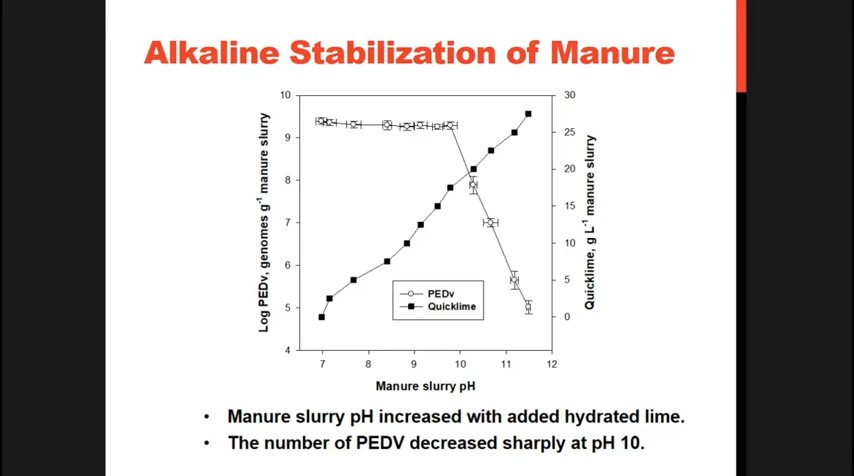 Alkaline Stabilization of Manure
Log PEDv, genomes g-1 manure slurry
10
9
8
7
6
5
4
30
25
20
15
10
5
0
Quicklime, g L-1 manure slurry
PEDv
Quicklime
7 8 9 10 11 12
Manure slurry pH
• Manure slurry pH increased with added hydrated lime.
• The number of PEDV decreased sharply at pH 10.